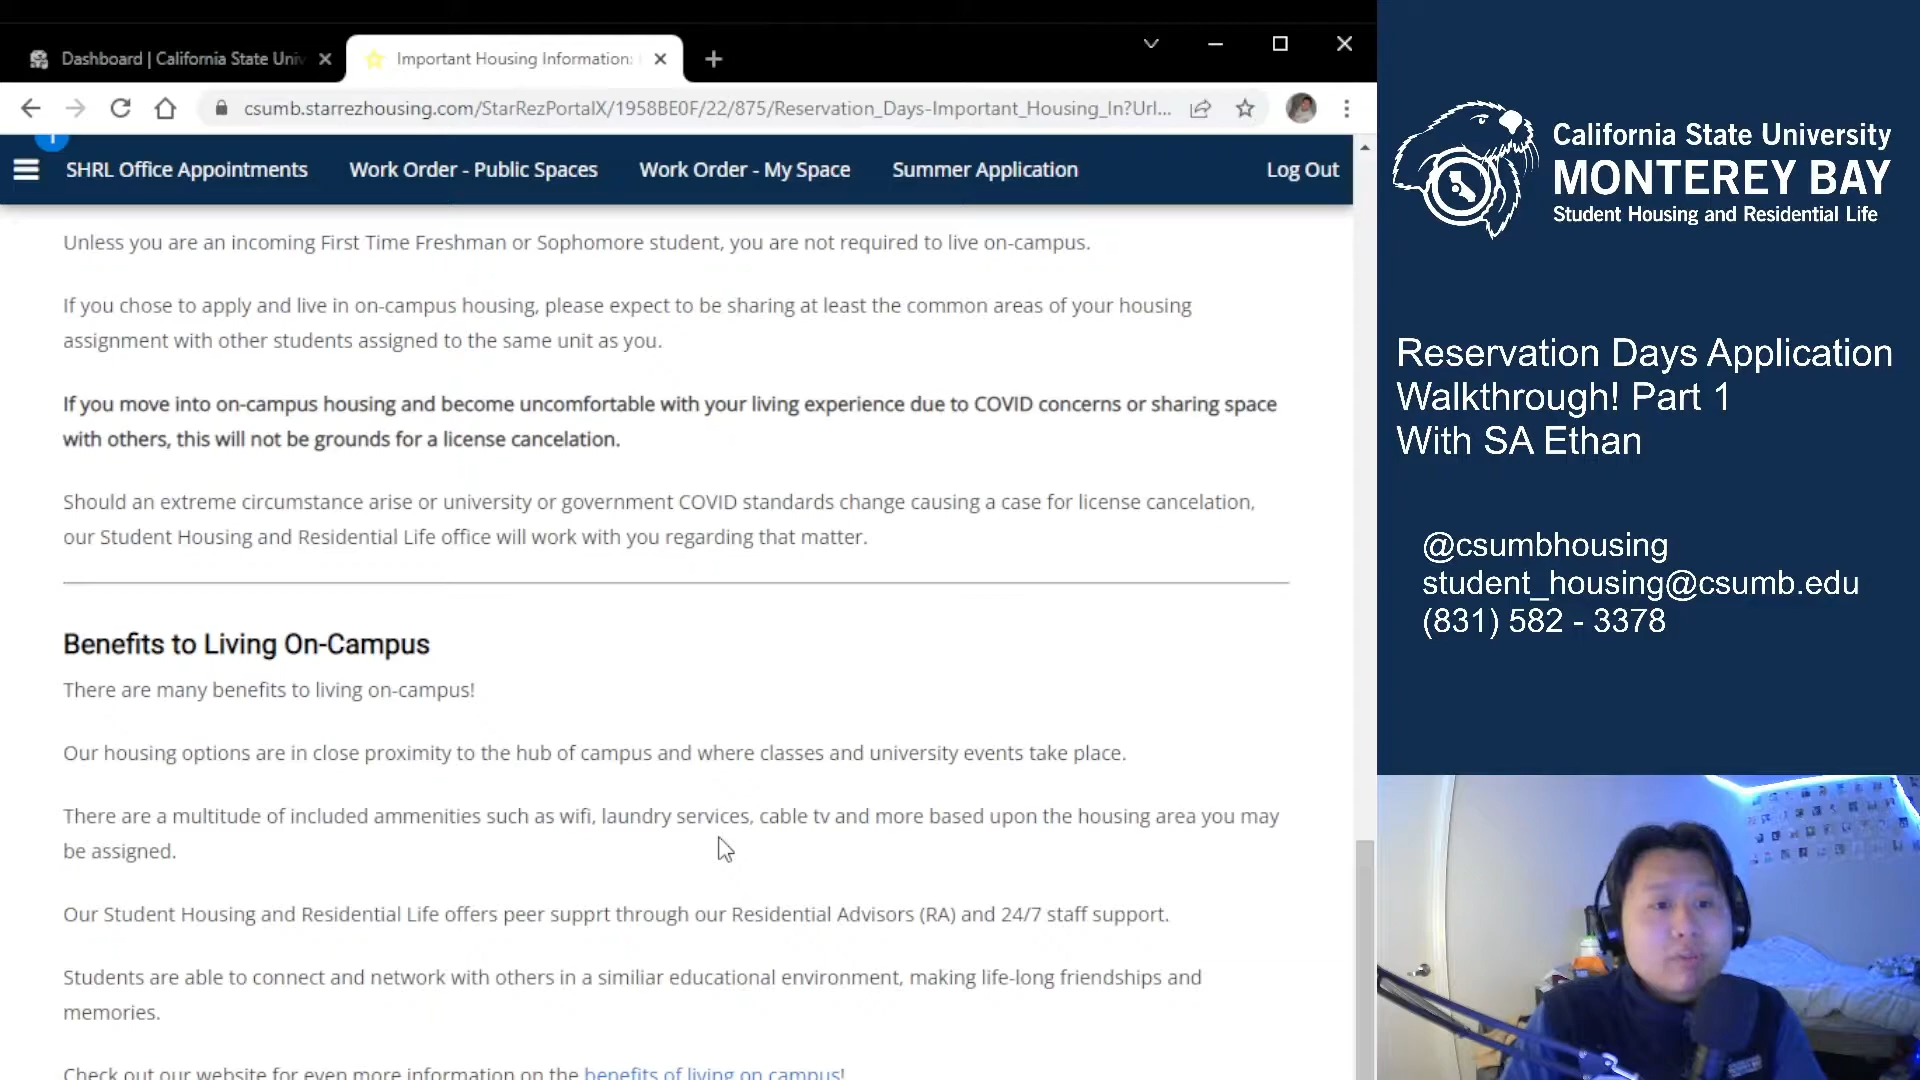 Dashboard | California State Univ
Important Housing Information:
csumb.starrezhousing.com/StarRezPortalX/1958BE0F/22/875/Reservation_Days-Important_Housing_In?Url...
SHRL Office Appointments
Work Order - Public Spaces
Work Order - My Space
Summer Application
Log Out
Unless you are an incoming First Time Freshman or Sophomore student, you are not required to live on-campus.
If you chose to apply and live in on-campus housing, please expect to be sharing at least the common areas of your housing
assignment with other students assigned to the same unit as you.
If you move into on-campus housing and become uncomfortable with your living experience due to COVID concerns or sharing space
with others, this will not be grounds for a license cancelation.
Should an extreme circumstance arise or university or government COVID standards change causing a case for license cancelation,
our Student Housing and Residential Life office will work with you regarding that matter.
Benefits to Living On-Campus
There are many benefits to living on-campus!
Our housing options are in close proximity to the hub of campus and where classes and university events take place.
There are a multitude of included ammenities such as wifi, laundry services, cable tv and more based upon the housing area you may
be assigned.
Our Student Housing and Residential Life offers peer supprt through our Residential Advisors (RA) and 24/7 staff support.
Students are able to connect and network with others in a similiar educational environment, making life-long friendships and
memories.
Check out our website for even more information on the benefits of living on campus!
California State University
MONTEREY BAY
Student Housing and Residential Life
Reservation Days Application
Walkthrough! Part 1
With SA Ethan
@csumbhousing
student_housing@csumb.edu
(831) 582 - 3378